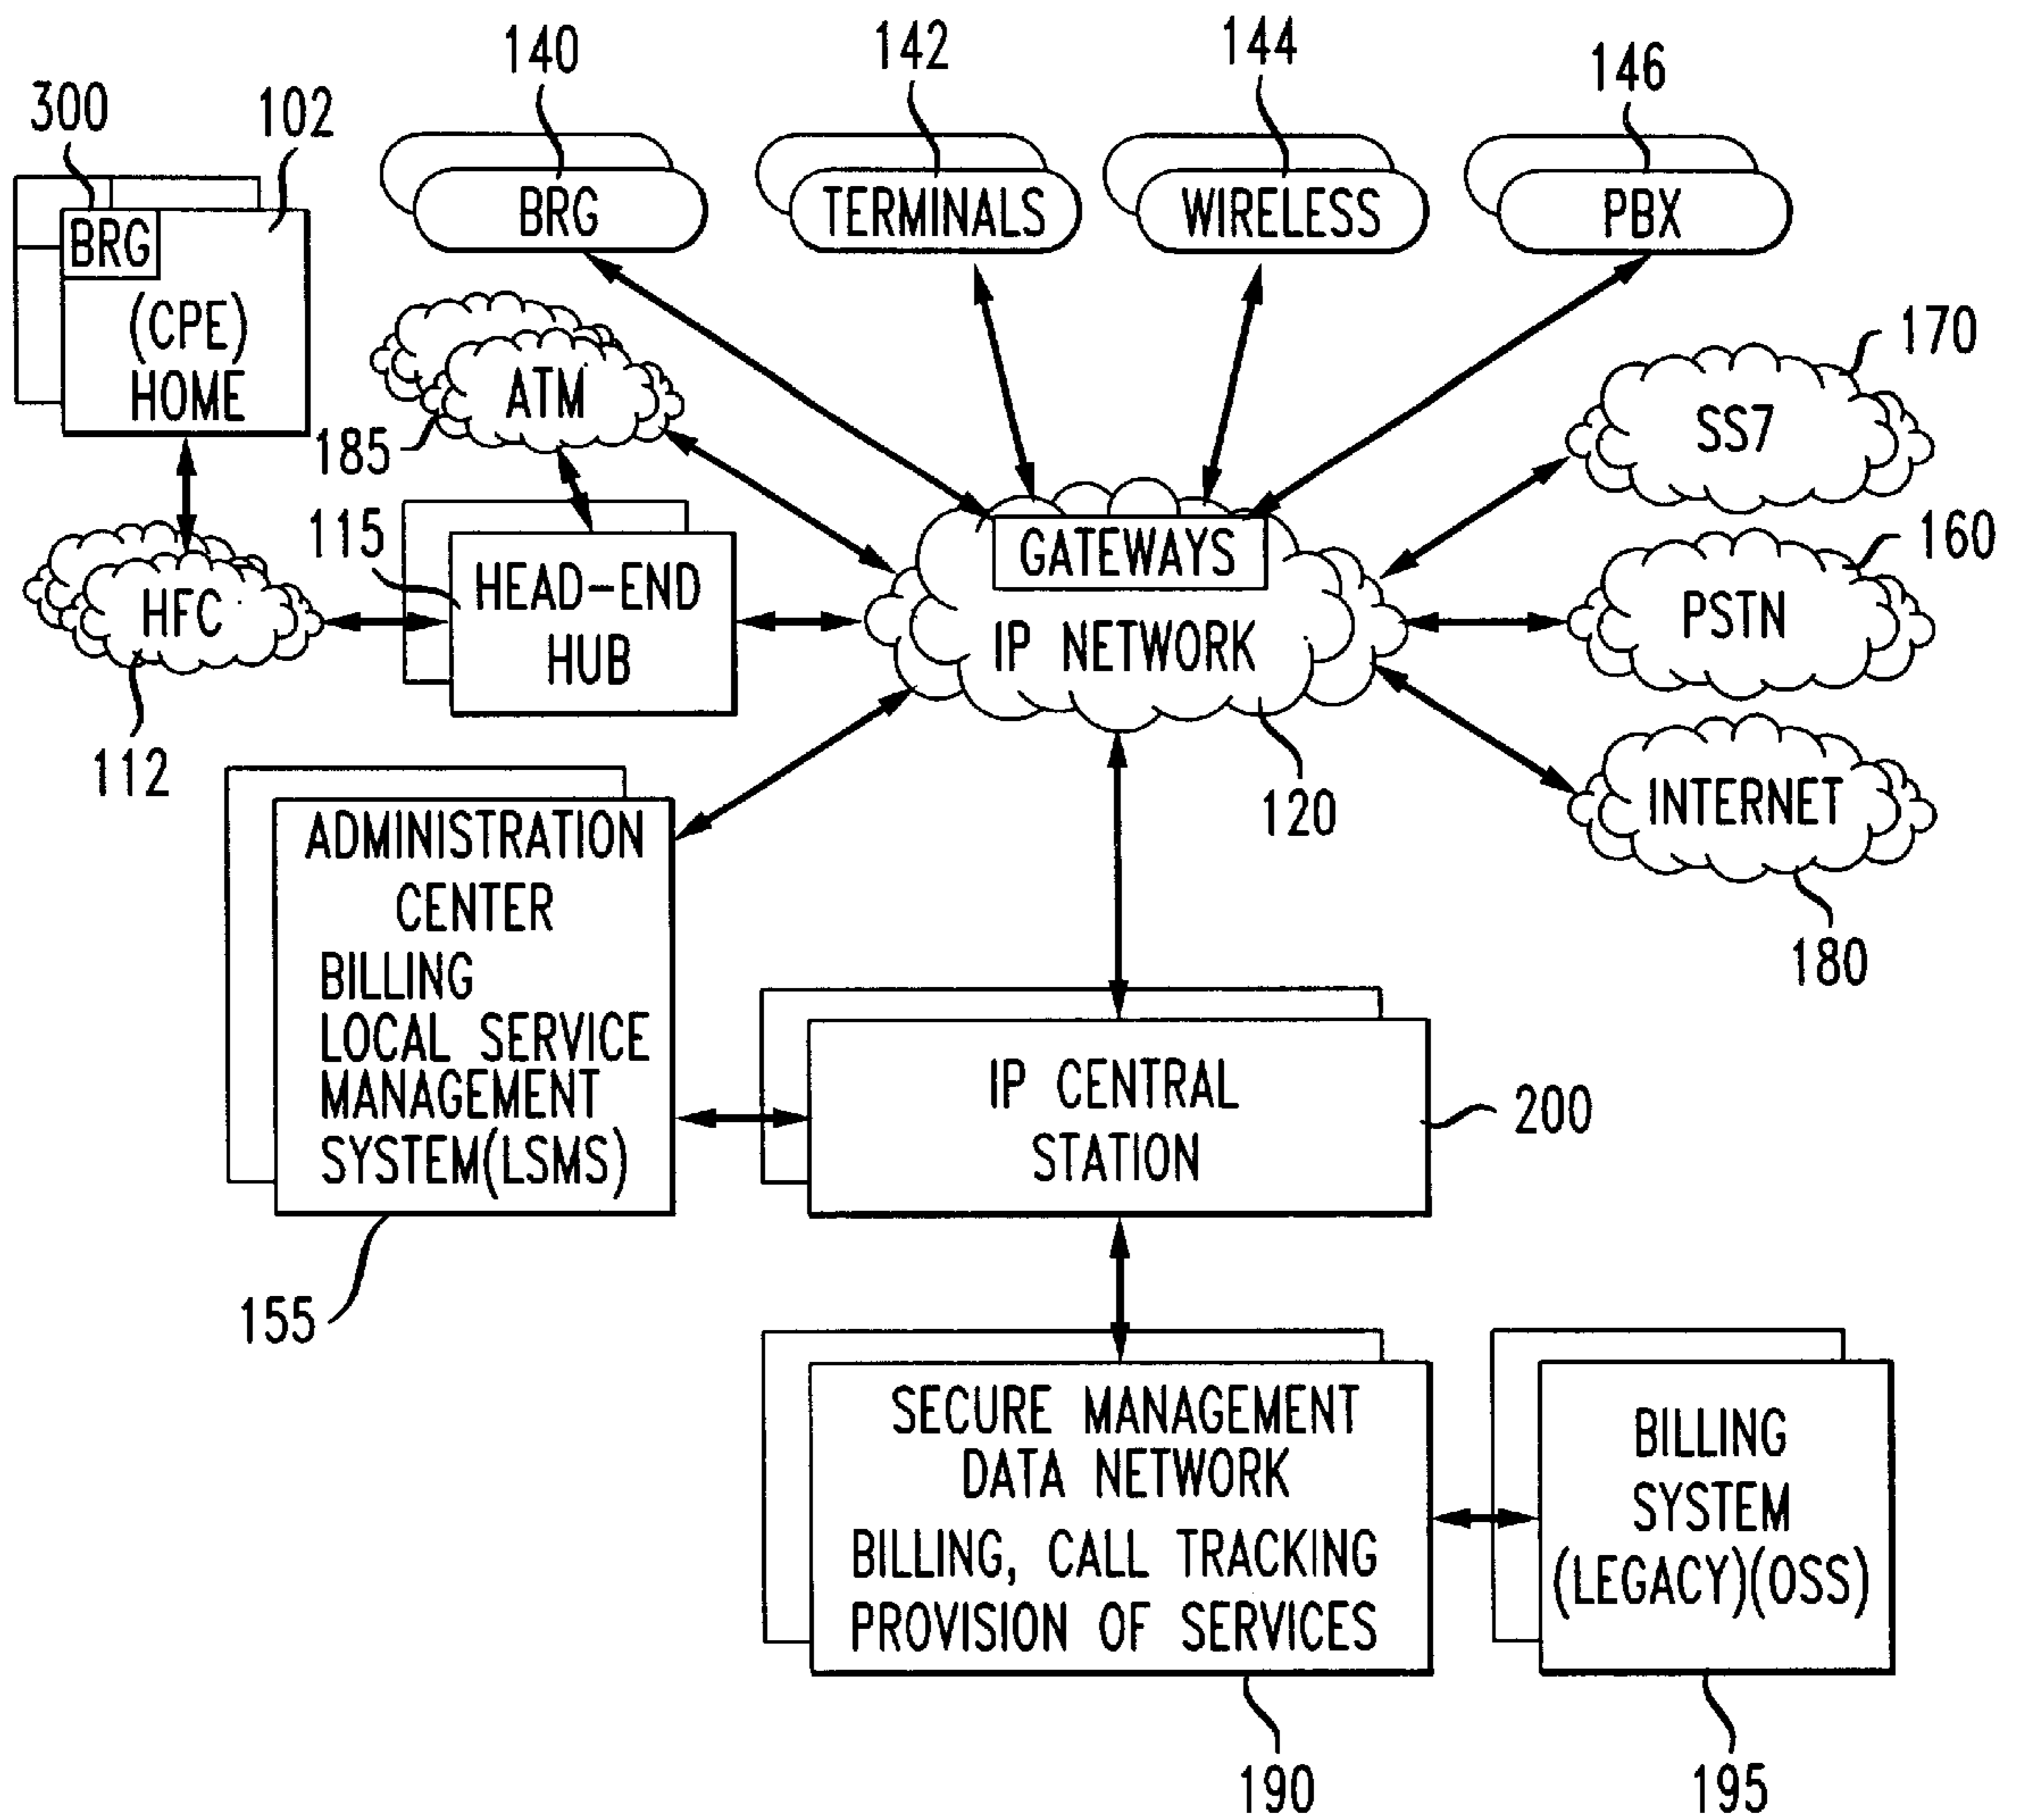 140
142
144
146
300
102
BRG
TERMINALS
WIRELESS
PBX
BRG
(CPE)
HOME
ATM
185
170
SS7
115
GATEWAYS
160
HEAD-END
HUB
HFC
IP NETWORK
PSTN
112
120
INTERNET
180
ADMINISTRATION
CENTER
BILLING
LOCAL SERVICE
MANAGEMENT
SYSTEM(LSMS)
155
IP CENTRAL
STATION
200
SECURE MANAGEMENT
DATA NETWORK
BILLING, CALL TRACKING
PROVISION OF SERVICES
190
BILLING
SYSTEM
(LEGACY)(OSS)
195